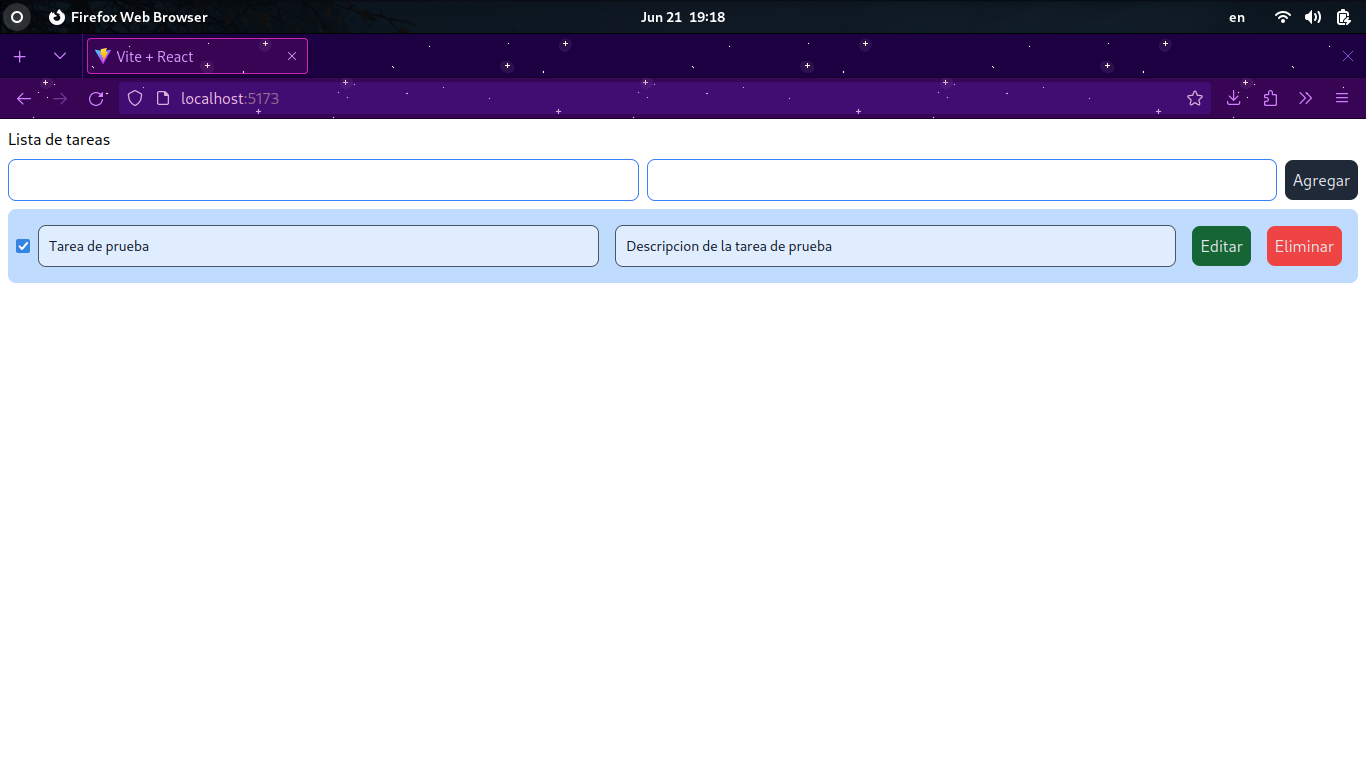 Firefox Web Browser
Jun 21 19:18
en
Vite + React
localhost:5173
Lista de tareas
Agregar
Tarea de prueba
Descripcion de la tarea de prueba
Editar
Eliminar